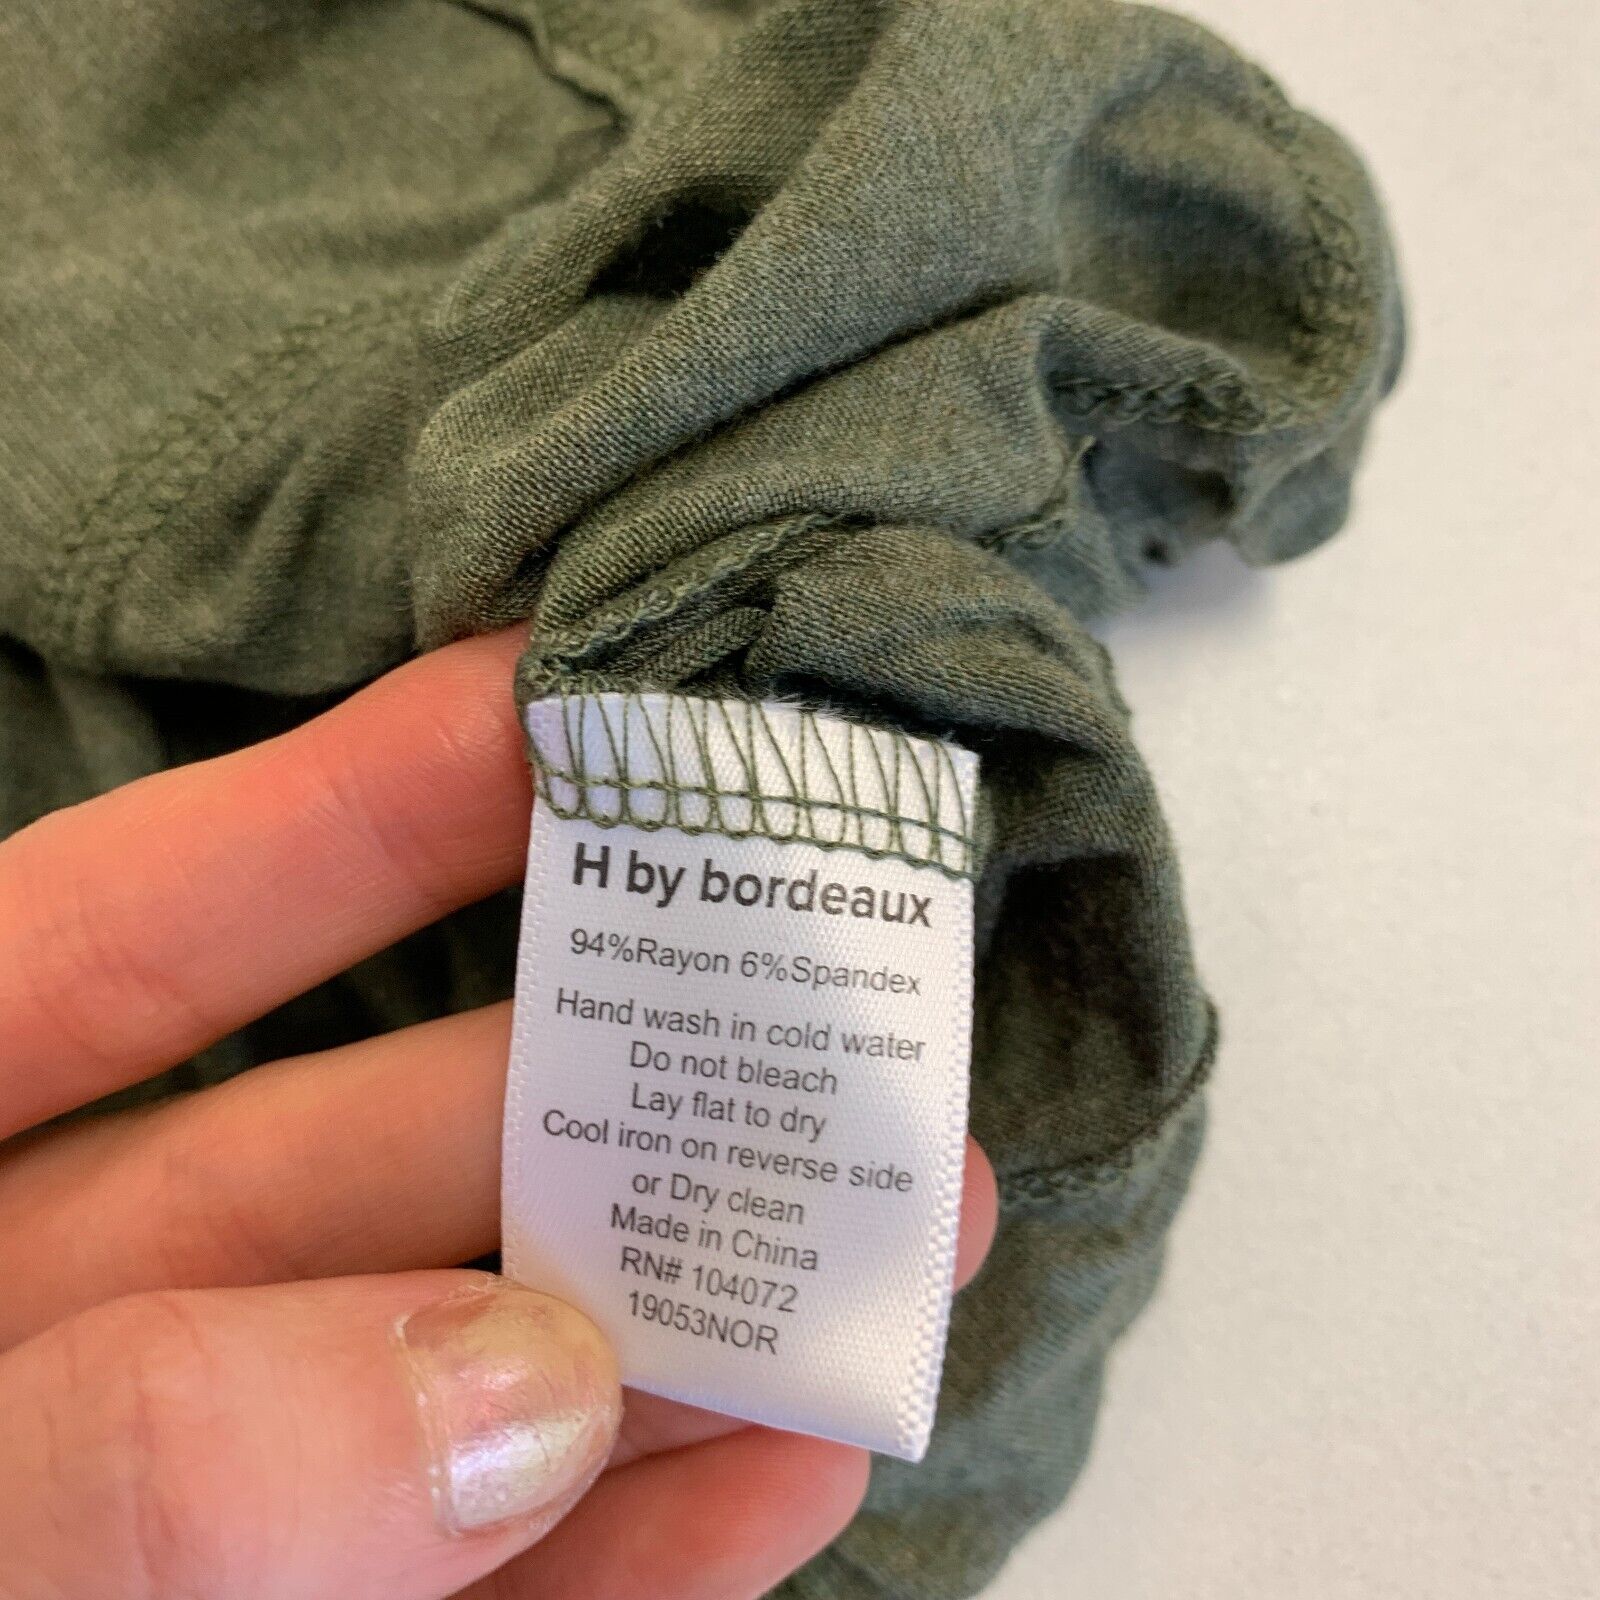 H by bordeaux
94%Rayon 6%Spandex
Hand wash in cold water
Do not bleach
Lay flat to dry
Cool iron on reverse side
or Dry clean
Made in China
RN# 104072
19053NOR